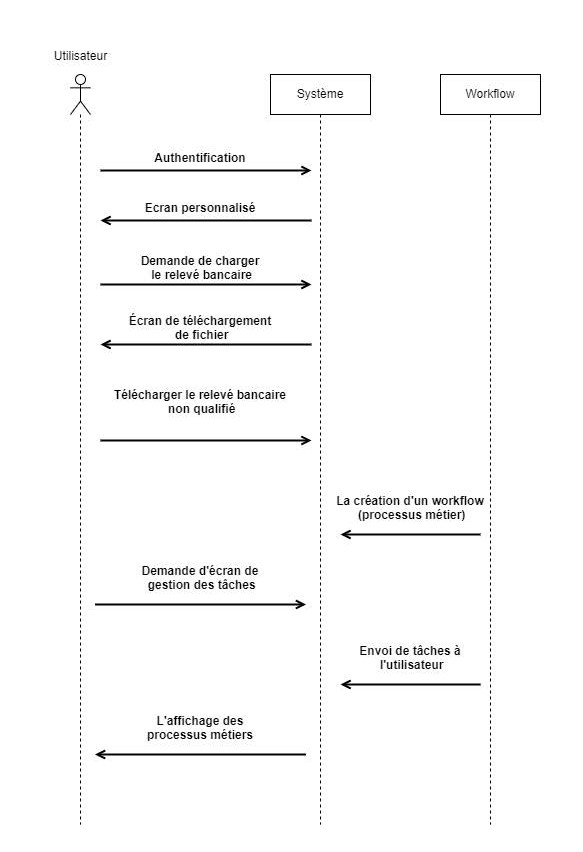 Utilisateur
Système
Workflow
Authentification
Ecran personnalisé
Demande de charger
le relevé bancaire
Écran de téléchargement
de fichier
Télécharger le relevé bancaire
non qualifié
La création d'un workflow
(processus métier)
Demande d'écran de
gestion des tâches
Envoi de tâches à
l'utilisateur
L'affichage des
processus métiers